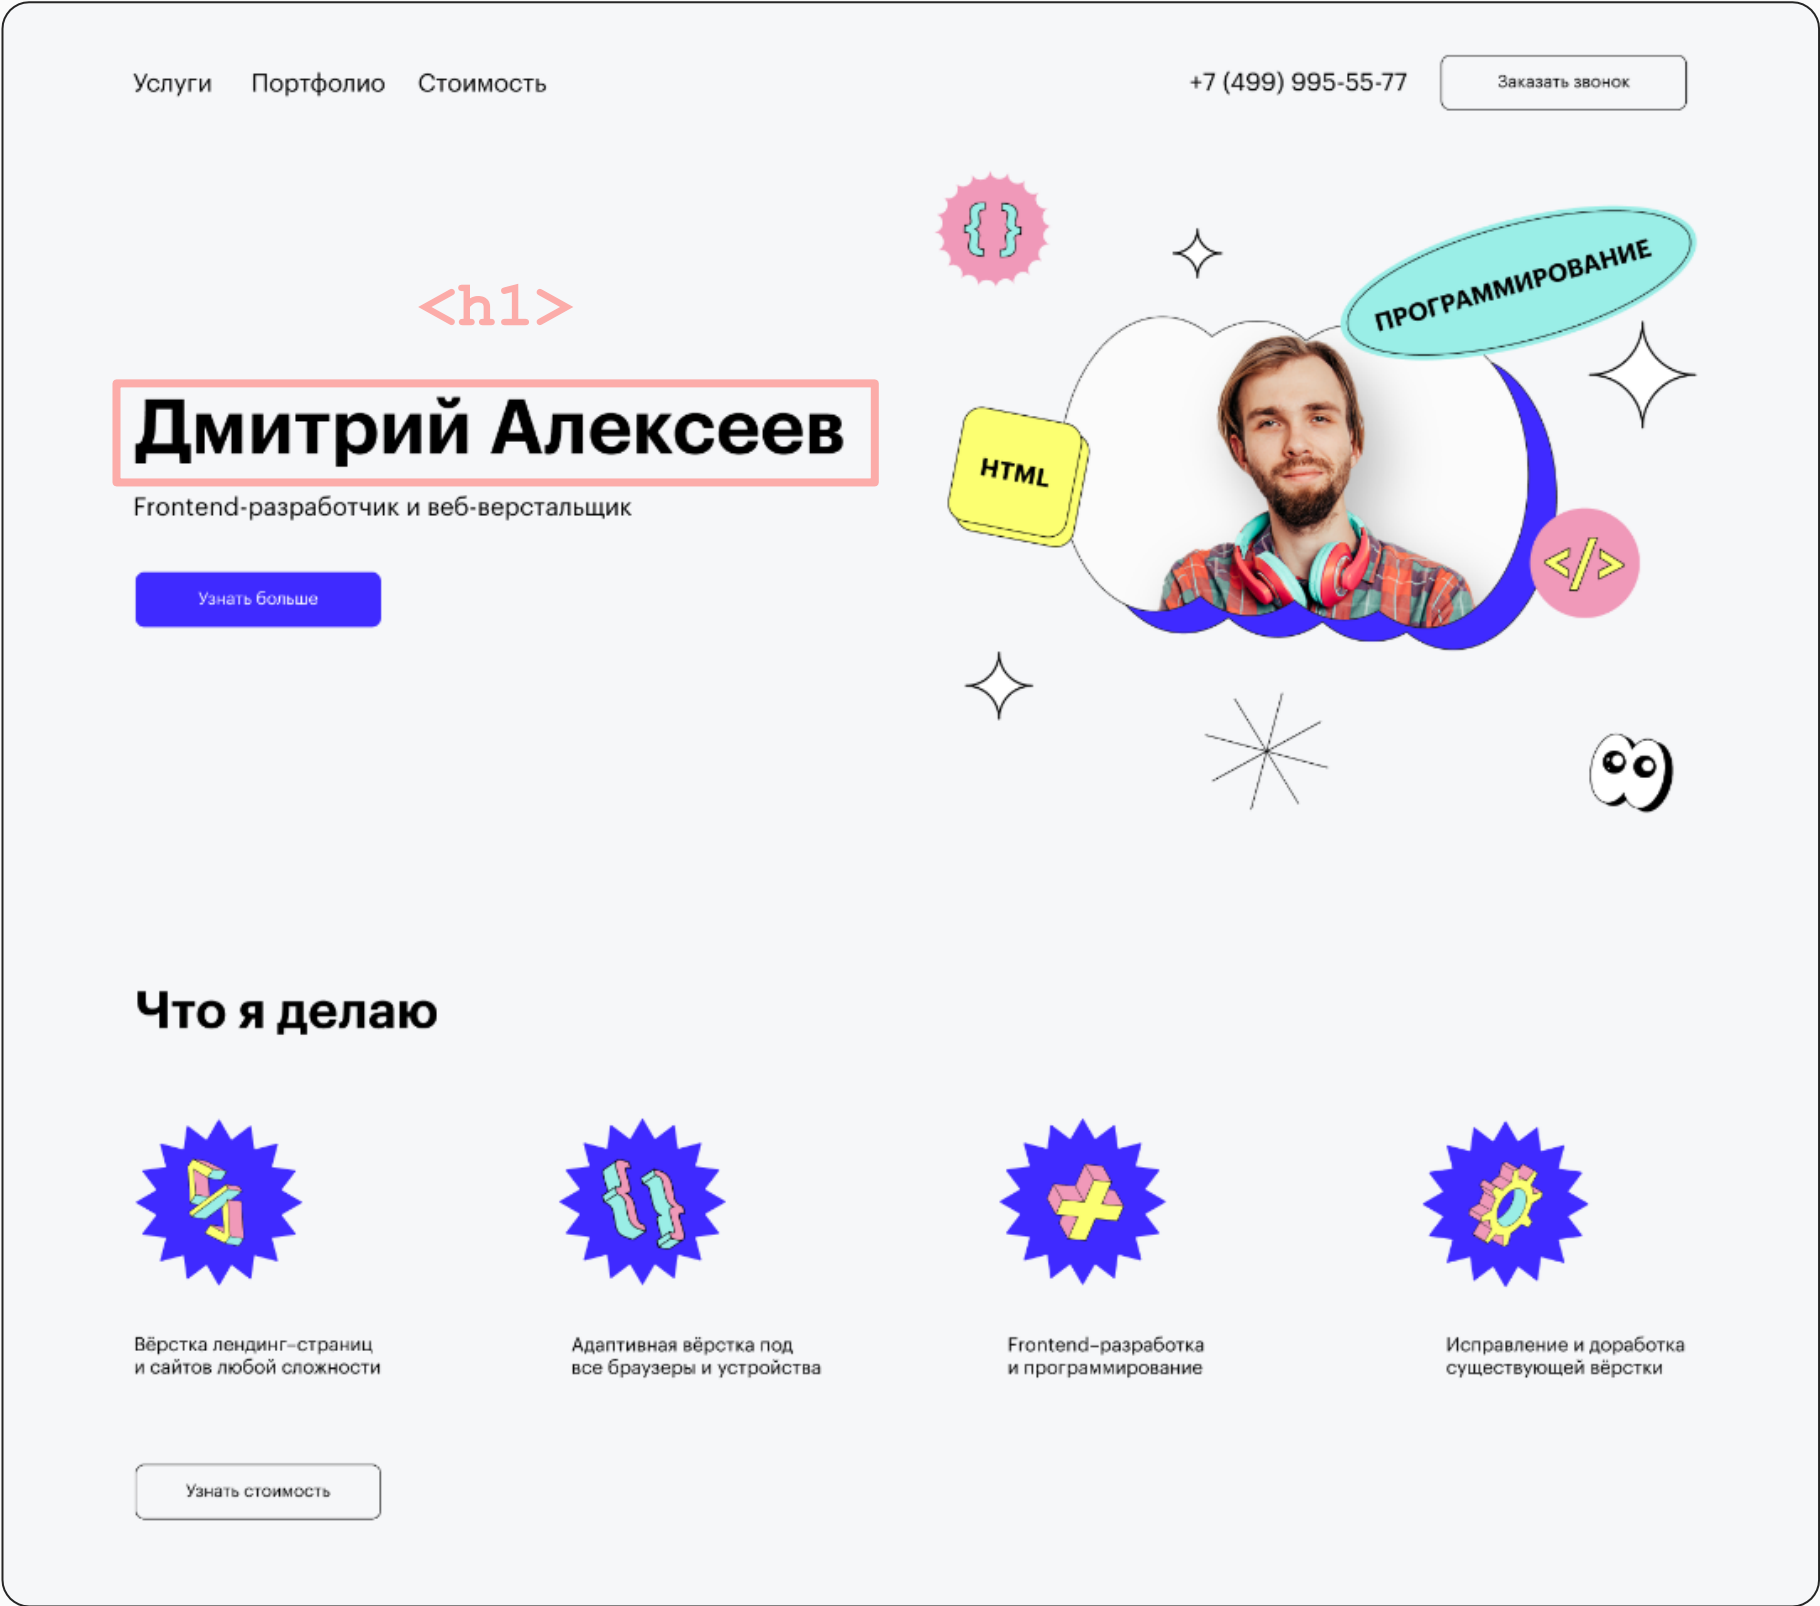 Услуги Портфолио Стоимость +7 (499) 995-55-77 Заказать звонок
{ }
ПРОГРАММИРОВАНИЕ
<h1>
Дмитрий Алексеев
HTML
Frontend-разработчик и веб-верстальщик
</>
Узнать больше
Что я делаю
Вёрстка лендинг-страниц
и сайтов любой сложности
Адаптивная вёрстка под
все браузеры и устройства
Frontend-разработка
и программирование
Исправление и доработка
существующей вёрстки
Узнать стоимость